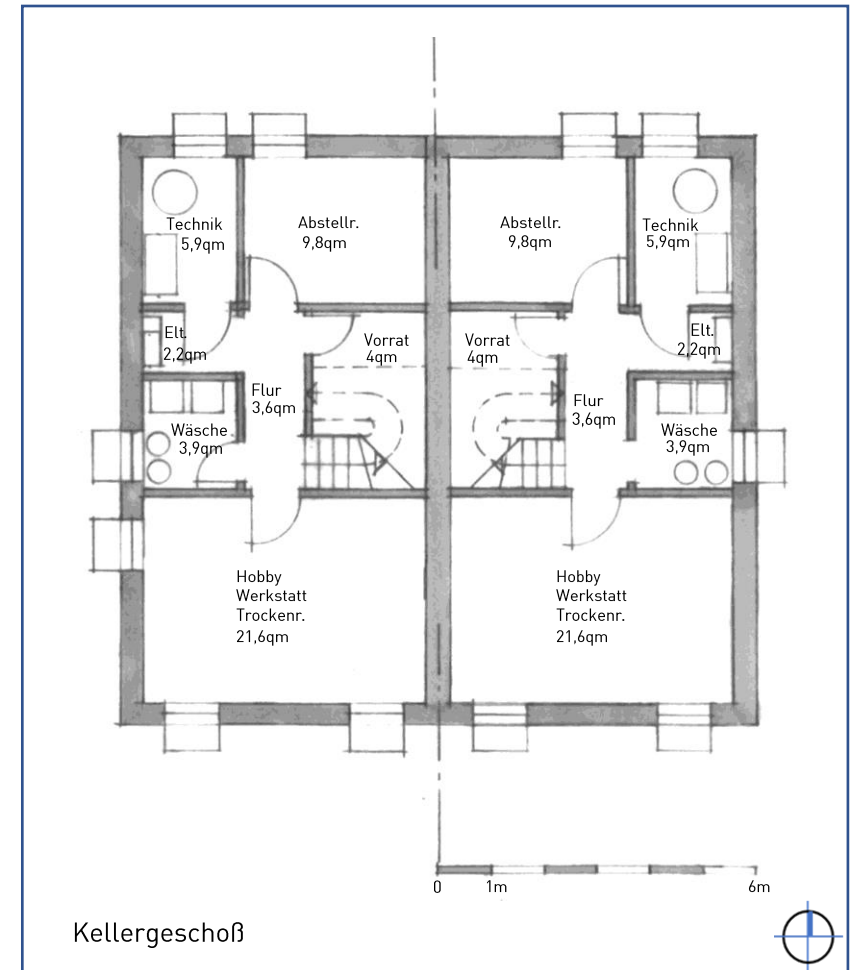 Technik
5,9qm
Abstellr.
9,8qm
Abstellr.
9,8qm
Technik
5,9qm
Elt.
2,2qm
Vorrat
4qm
Vorrat
4qm
Elt.
2,2qm
Flur
3,6qm
Flur
3,6qm
Wäsche
3,9qm
Wäsche
3,9qm
Hobby
Werkstatt
Trockenr.
21,6qm
Hobby
Werkstatt
Trockenr.
21,6qm
0 1m 6m
Kellergeschoß